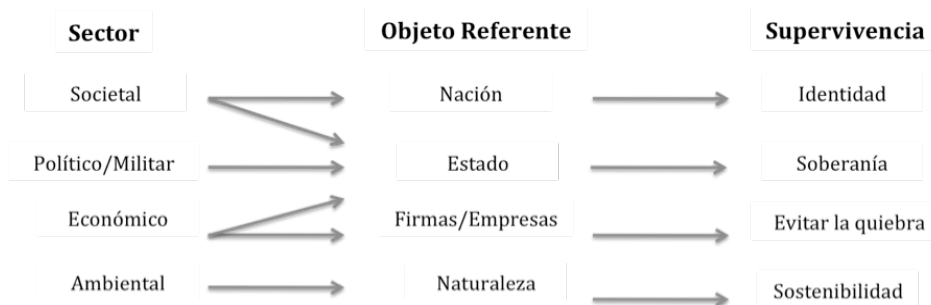 Sector Objeto Referente Supervivencia
Societal Nación Identidad
Político/Militar Estado Soberanía
Económico Firmas/Empresas Evitar la quiebra
Ambiental Naturaleza Sostenibilidad